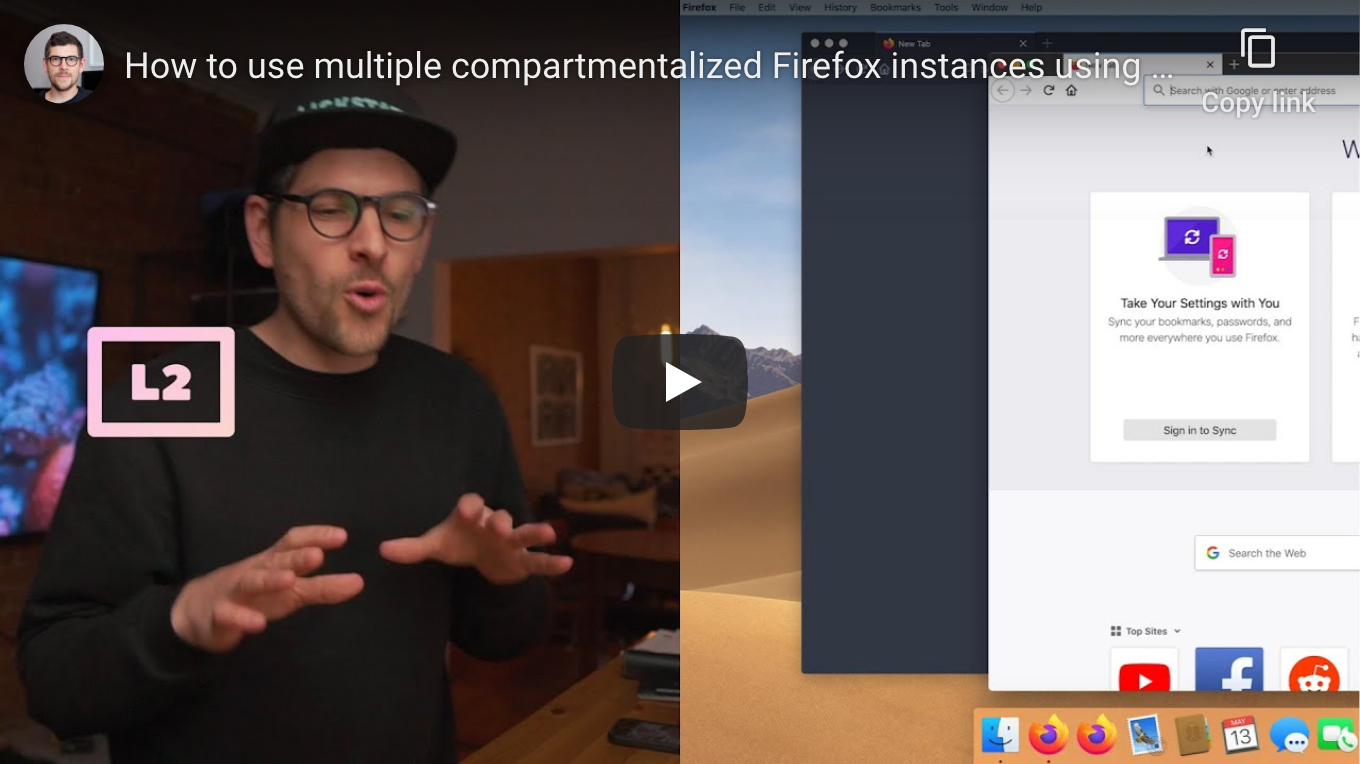 Firefox File Edit View History Bookmarks Tools Window Help
New Tab
How to use multiple compartmentalized Firefox instances using ...
Copy link
Search with Google or enter address
W
Take Your Settings with You
Sync your bookmarks, passwords, and
more everywhere you use Firefox.
Sign in to Sync
L2
Search the Web
Top Sites
MAY
13